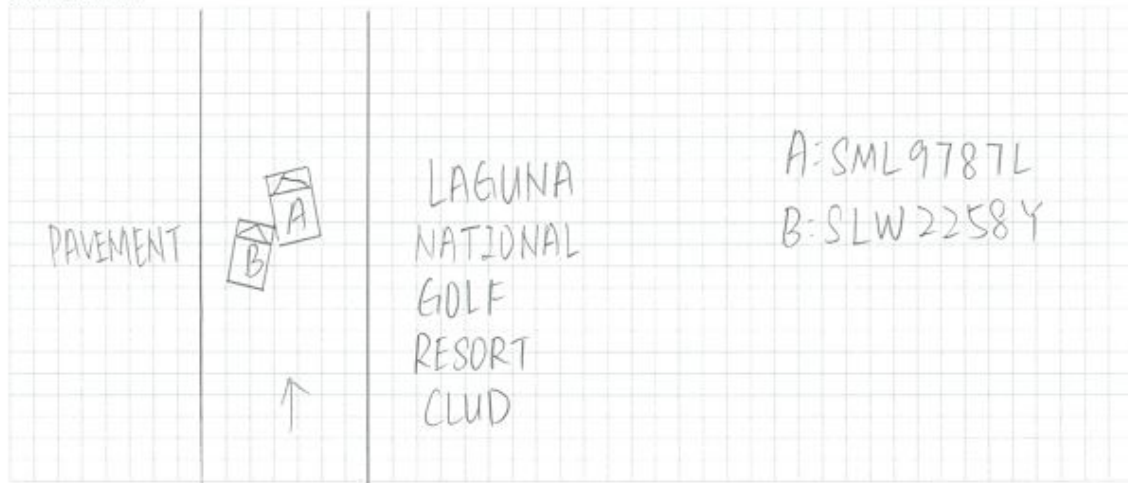 PAVEMENT
A
B
LAGUNA
NATIONAL
GOLF
RESORT
CLUD
A:SML9787L
B:SLW2258Y